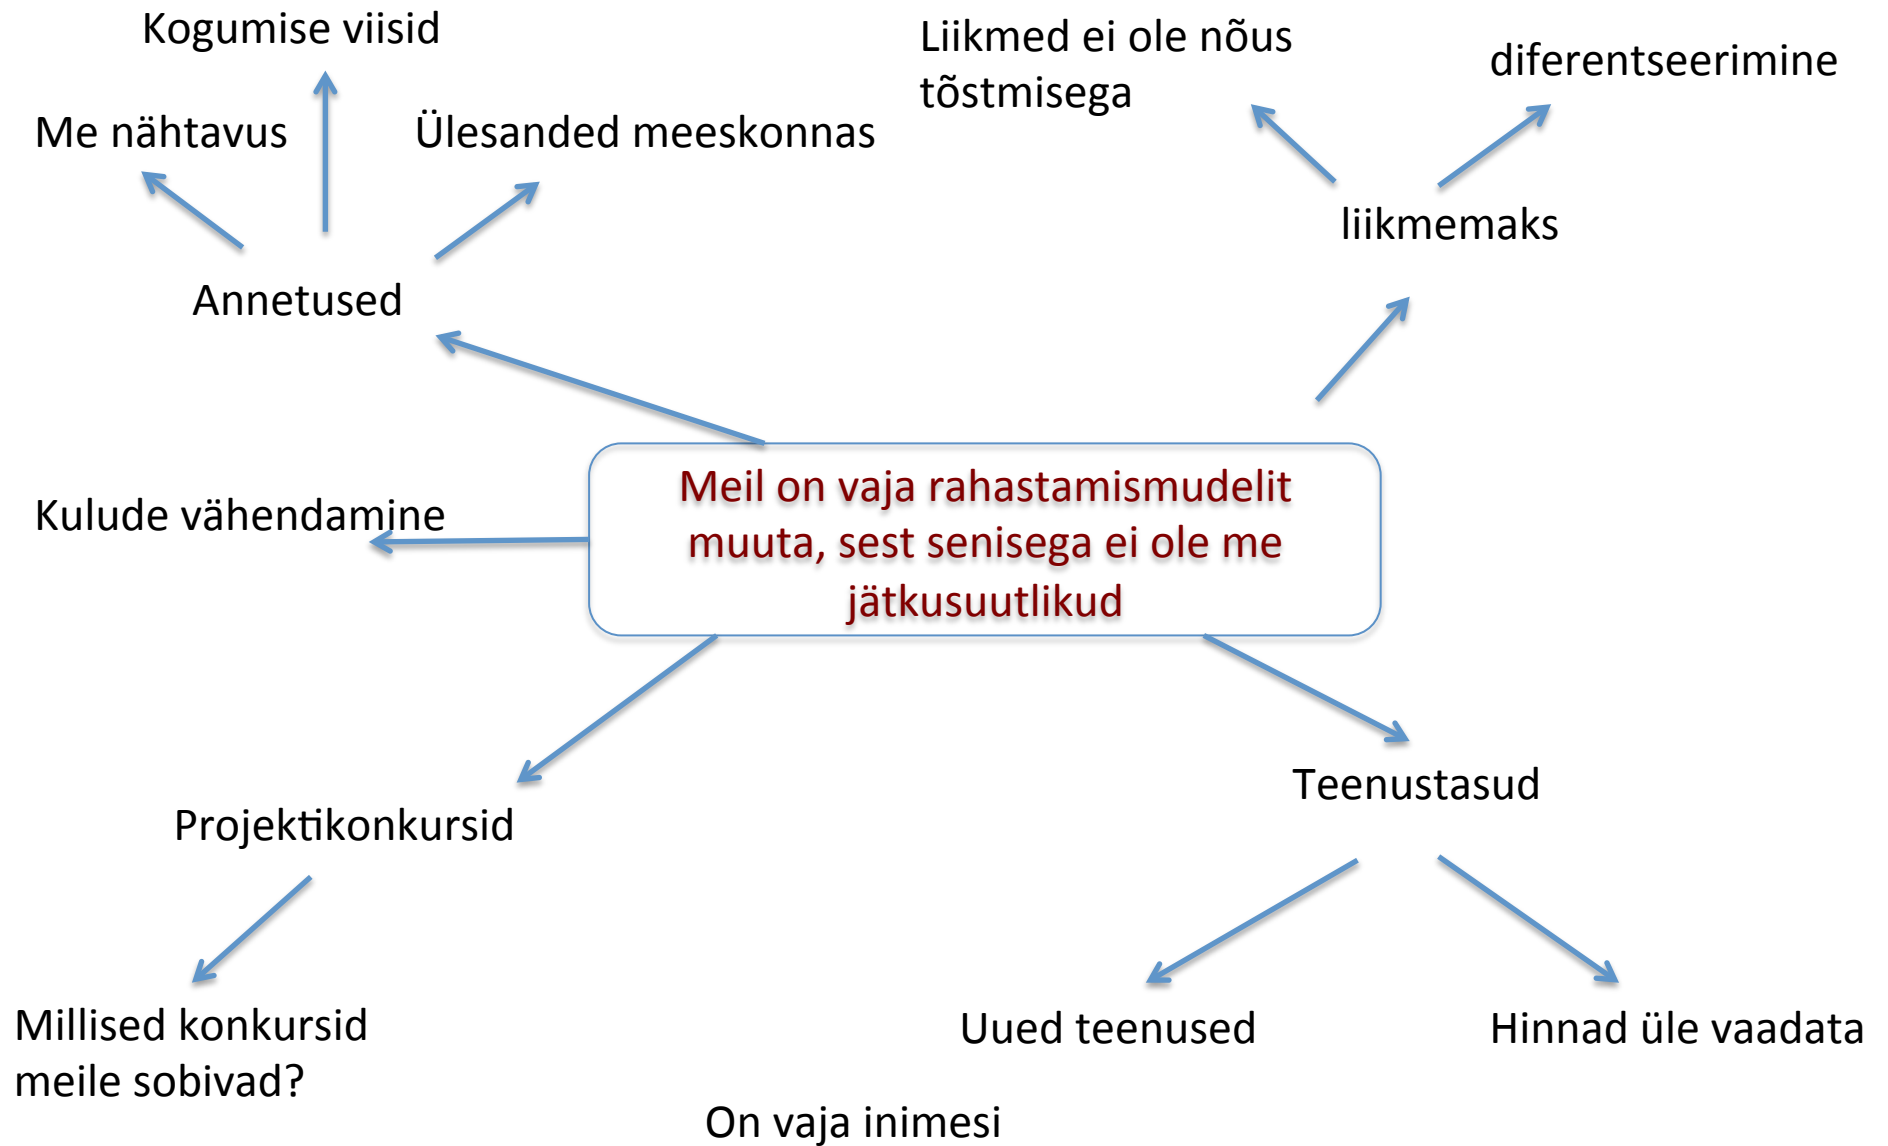 Kogumise viisid
Liikmed ei ole nõus
tõstmisega
diferentseerimine
Me nähtavus
Ülesanded meeskonnas
liikmemaks
Annetused
Meil on vaja rahastamismudelit
muuta, sest senisega ei ole me
jätkusuutlikud
Kulude vähendamine
Teenustasud
Projektikonkursid
Millised konkursid
meile sobivad?
Uued teenused
Hinnad üle vaadata
On vaja inimesi